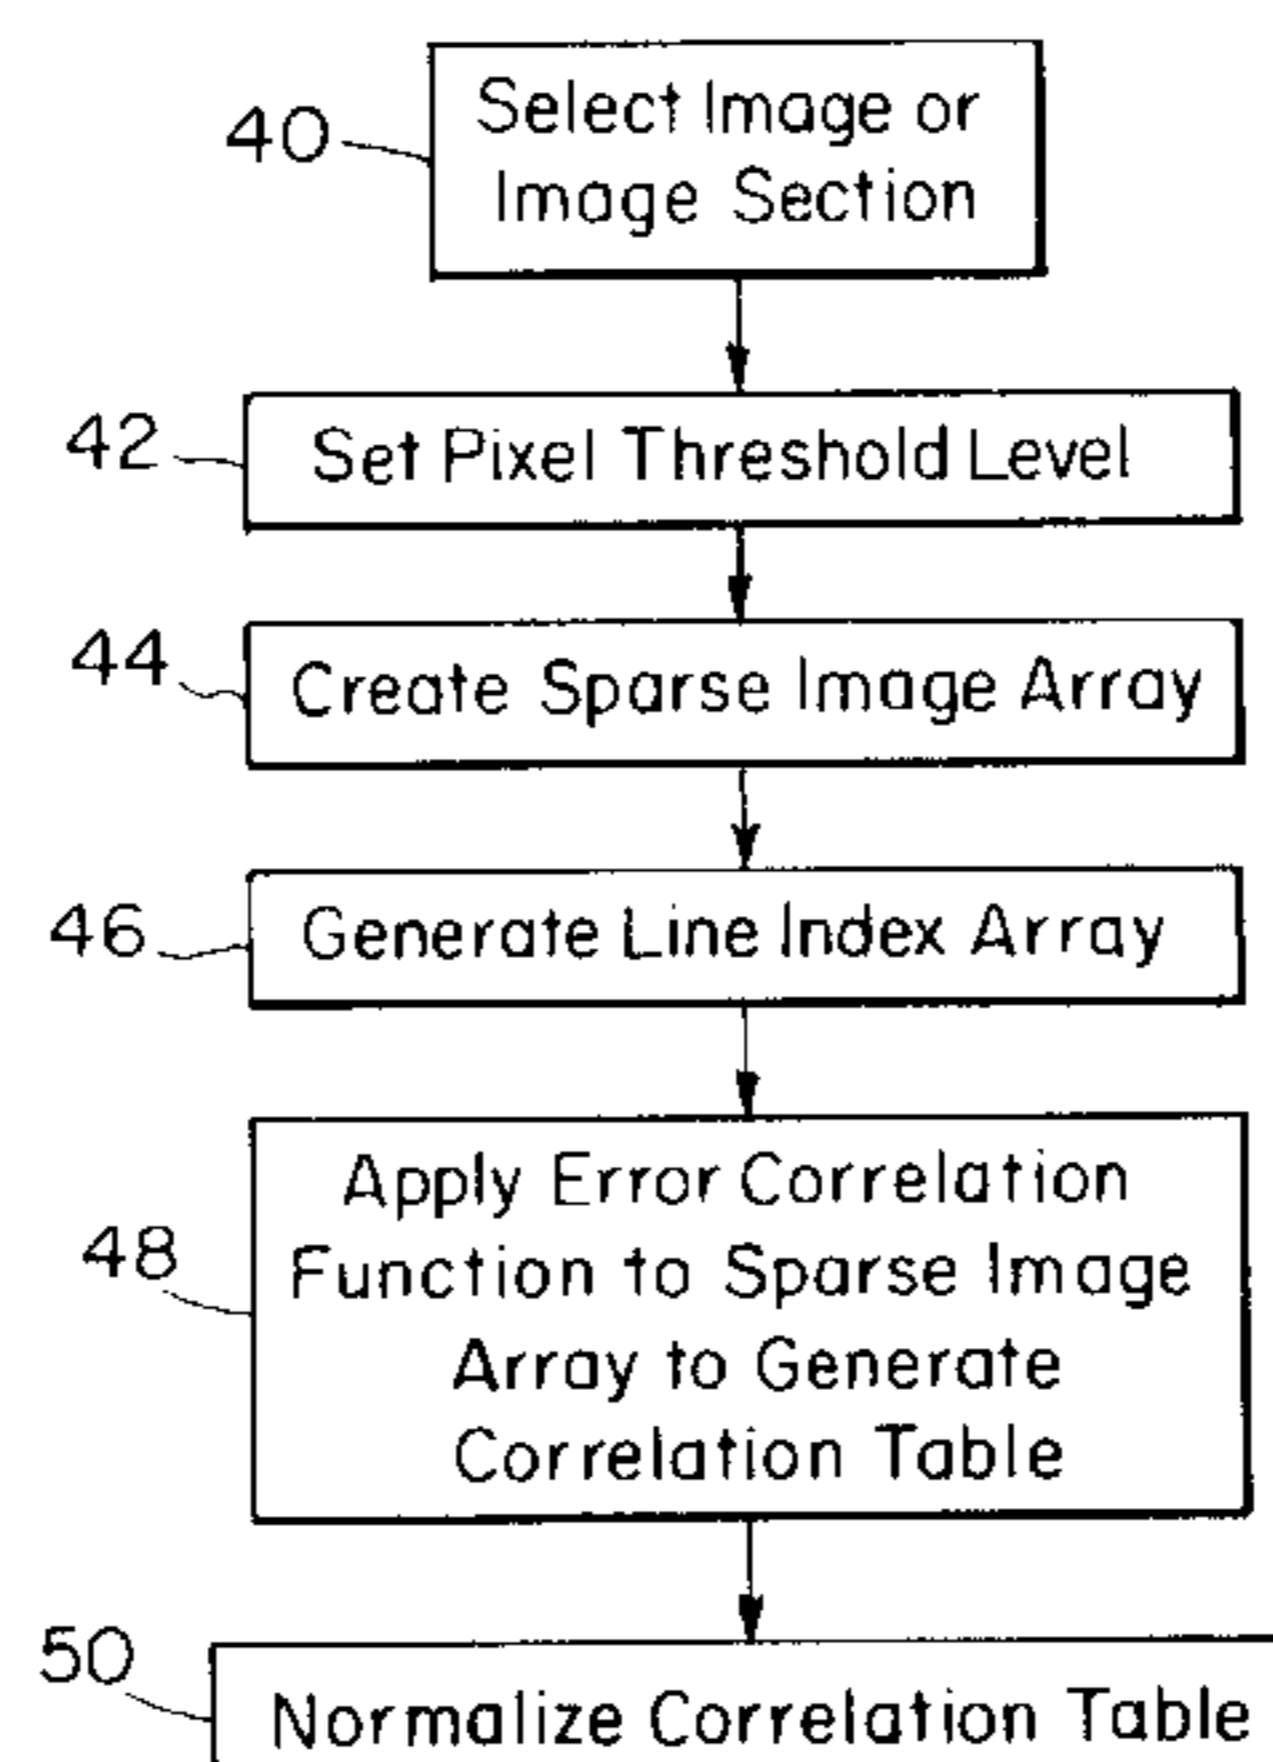 40
Select Image or
Image Section
42
Set Pixel Threshold Level
44
Create Sparse Image Array
46
Generate Line Index Array
48
Apply Error Correlation
Function to Sparse Image
Array to Generate
Correlation Table
50
Normalize Correlation Table